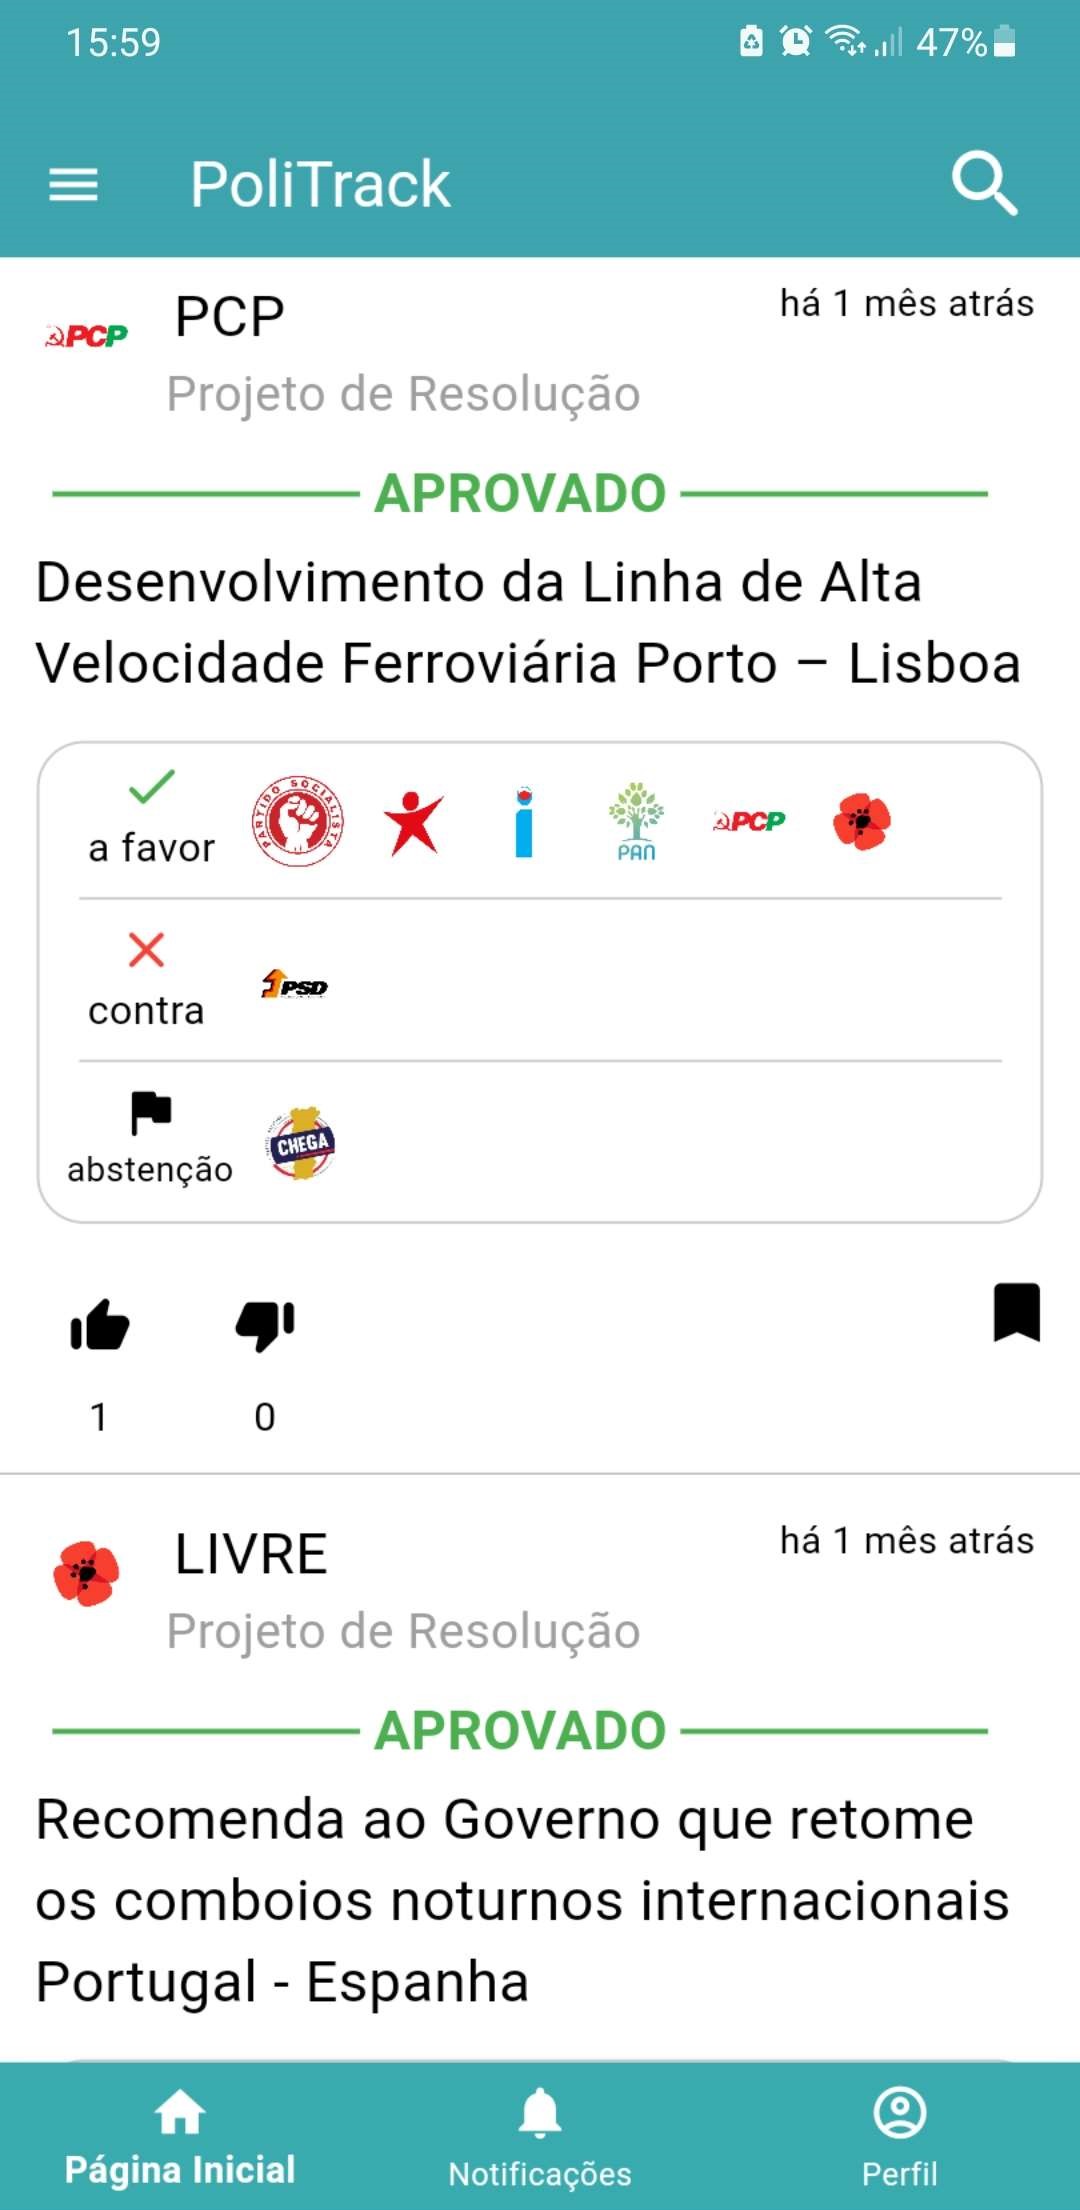 15:59
47%
PoliTrack
PCP
PCP
há 1 mês atrás
Projeto de Resolução
APROVADO
Desenvolvimento da Linha de Alta
Velocidade Ferroviária Porto – Lisboa
a favor
PARTIDO SOCIALISTA
PAN
PCP
contra
PSD
abstenção
CHEGA
1
0
LIVRE
há 1 mês atrás
Projeto de Resolução
APROVADO
Recomenda ao Governo que retome
os comboios noturnos internacionais
Portugal - Espanha
Página Inicial
Notificações
Perfil